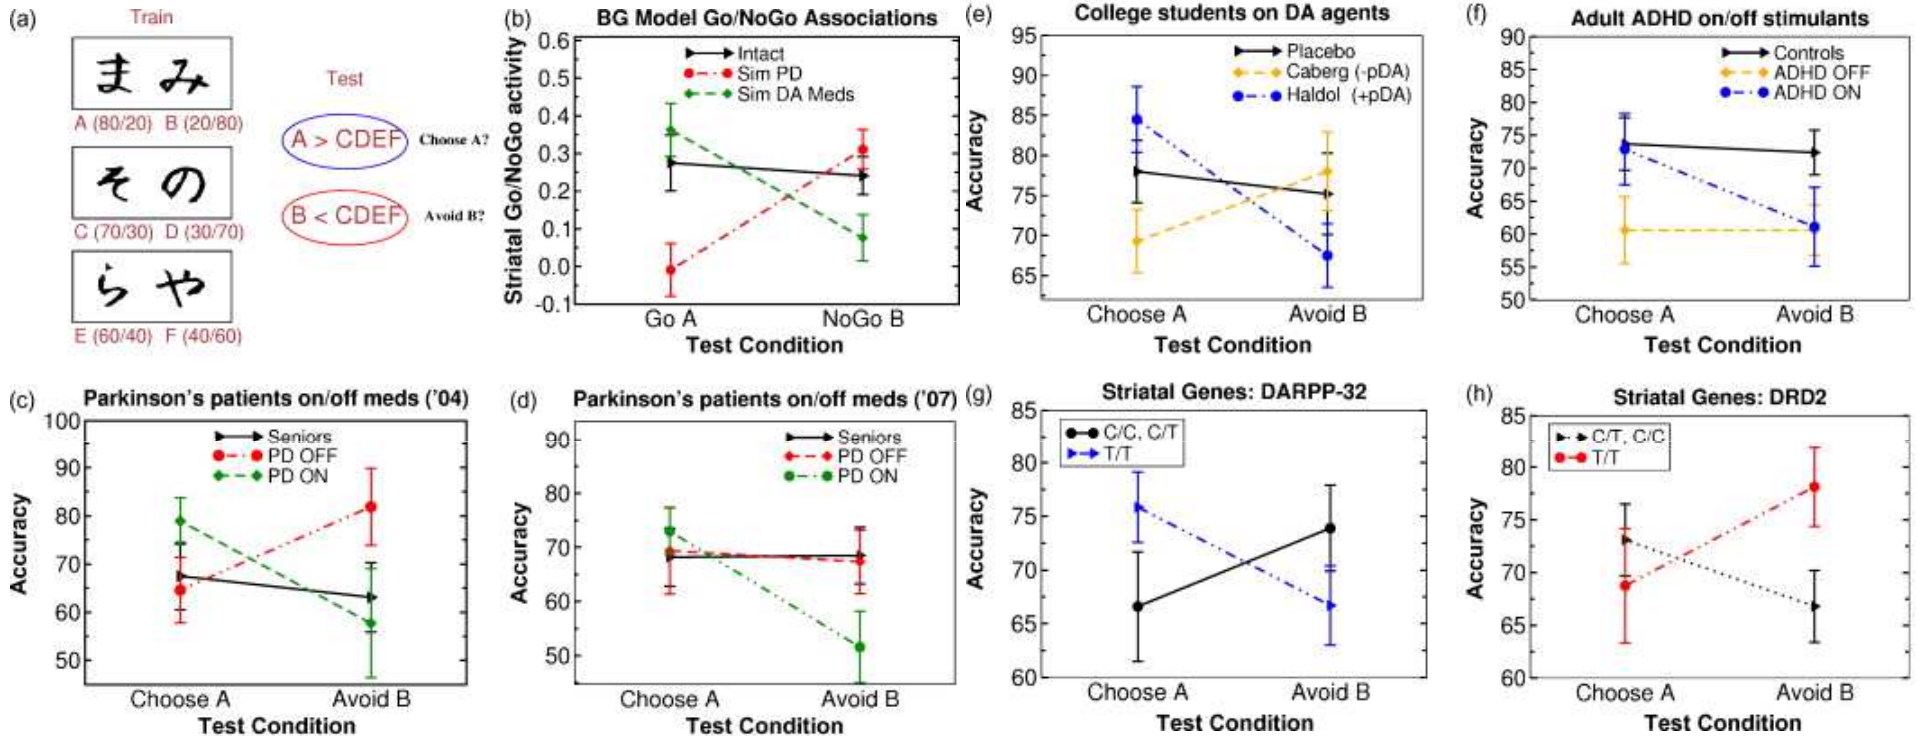 (a)
Train
まみ
A (80/20) B (20/80)
その
C (70/30) D (30/70)
らや
E (60/40) F (40/60)
Test
A > CDEF Choose A?
B < CDEF Avoid B?
(b)
BG Model Go/NoGo Associations
Striatal Go/NoGo activity
0.6
0.5
0.4
0.3
0.2
0.1
0.0
-0.1
Intact
Sim PD
Sim DA Meds
Go A NoGo B
Test Condition
(e)
College students on DA agents
Accuracy
95
90
85
80
75
70
65
Placebo
Caberg (-pDA)
Haldol (+pDA)
Choose A Avoid B
Test Condition
(f)
Adult ADHD on/off stimulants
Accuracy
90
85
80
75
70
65
60
55
50
Controls
ADHD OFF
ADHD ON
Choose A Avoid B
Test Condition
(c)
Parkinson's patients on/off meds ('04)
Accuracy
100
90
80
70
60
50
Seniors
PD OFF
PD ON
Choose A Avoid B
Test Condition
(d)
Parkinson's patients on/off meds ('07)
Accuracy
90
80
70
60
50
Seniors
PD OFF
PD ON
Choose A Avoid B
Test Condition
(g)
Striatal Genes: DARPP-32
Accuracy
85
80
75
70
65
60
C/C, C/T
T/T
Choose A Avoid B
Test Condition
(h)
Striatal Genes: DRD2
Accuracy
85
80
75
70
65
60
C/T, C/C
T/T
Choose A Avoid B
Test Condition